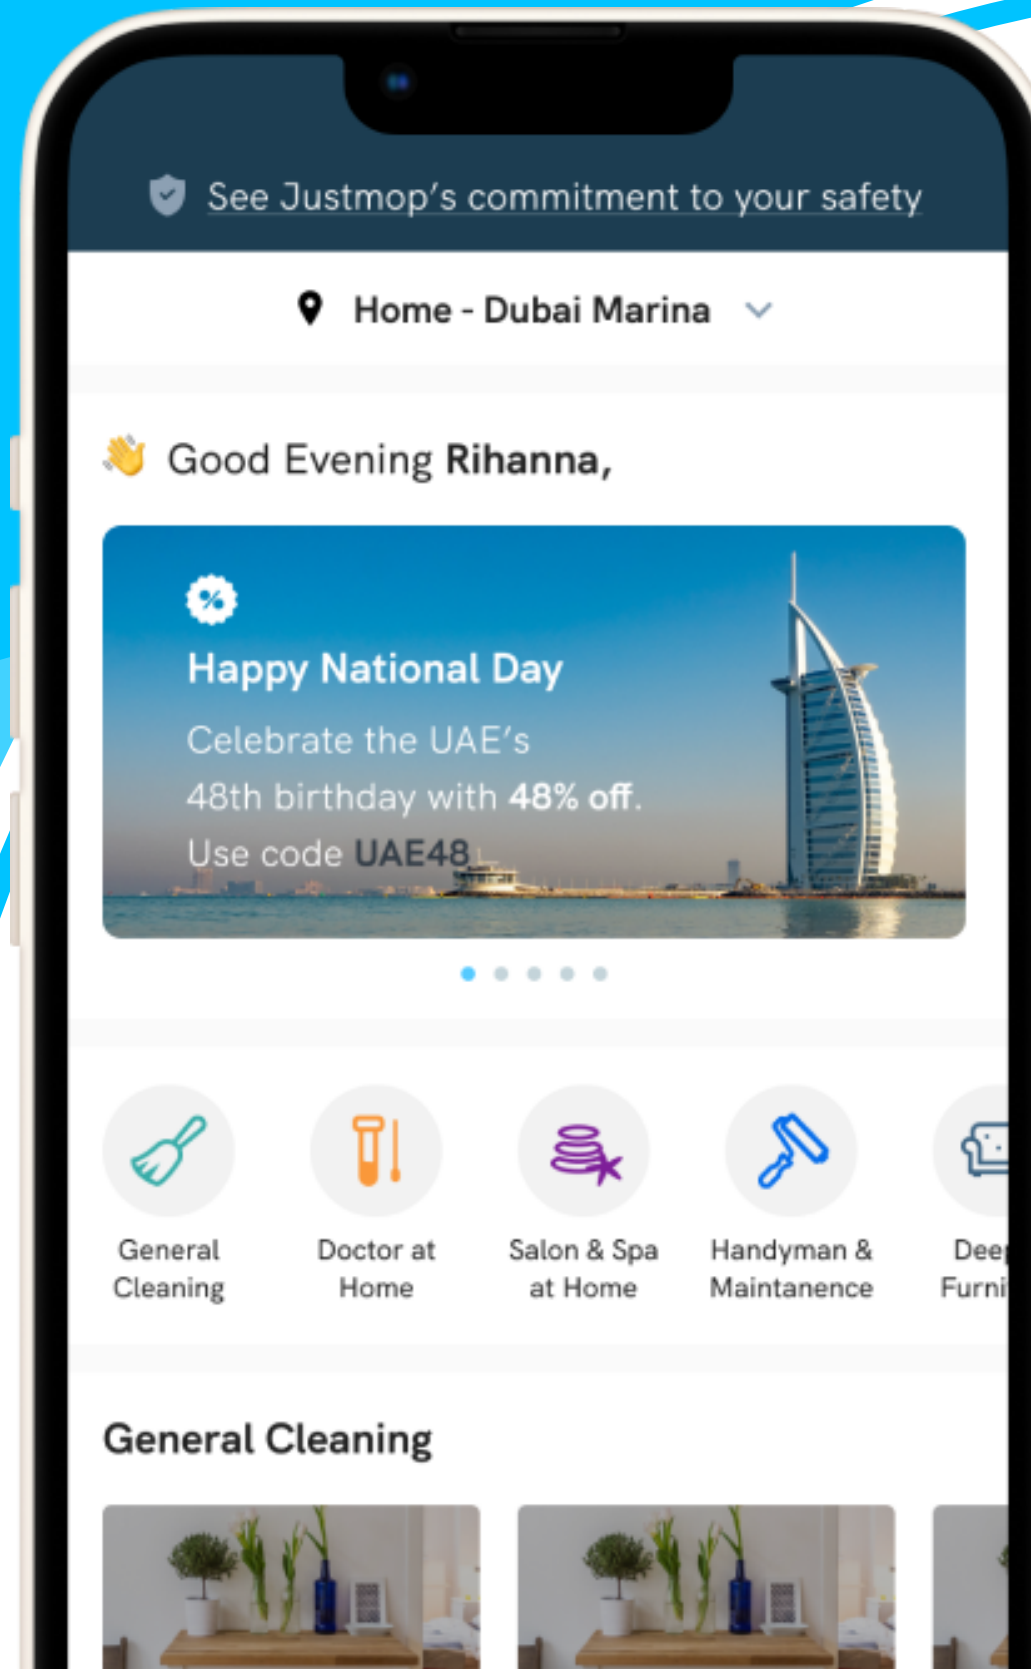 See Justmop's commitment to your safety
Home - Dubai Marina
Good Evening Rihanna,
%
Happy National Day
Celebrate the UAE's
48th birthday with 48% off.
Use code UAE48
General
Cleaning
Doctor at
Home
Salon & Spa
at Home
Handyman &
Maintanence
General Cleaning